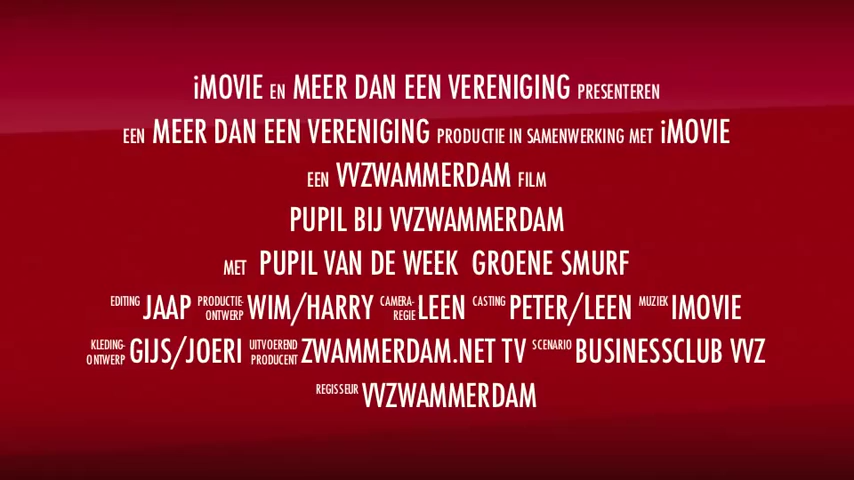 iMOVIE EN MEER DAN EEN VERENIGING PRESENTEREN
EEN MEER DAN EEN VERENIGING PRODUCTIE IN SAMENWERKING MET iMOVIE
EEN VVZWAMMERDAM FILM
PUPIL BIJ VVZWAMMERDAM
MET PUPIL VAN DE WEEK GROENE SMURF
EDITING JAAP PRODUCTIE-ONTWERP WIM/HARRY CAMERA-REGIE LEEN CASTING PETER/LEEN MUZIEK IMOVIE
KLEDING-ONTWERP GIJS/JOERI UITVOEREND PRODUCENT ZWAMMERDAM.NET TV SCENARIO BUSINESSCLUB VVZ
REGISSEUR VVZWAMMERDAM